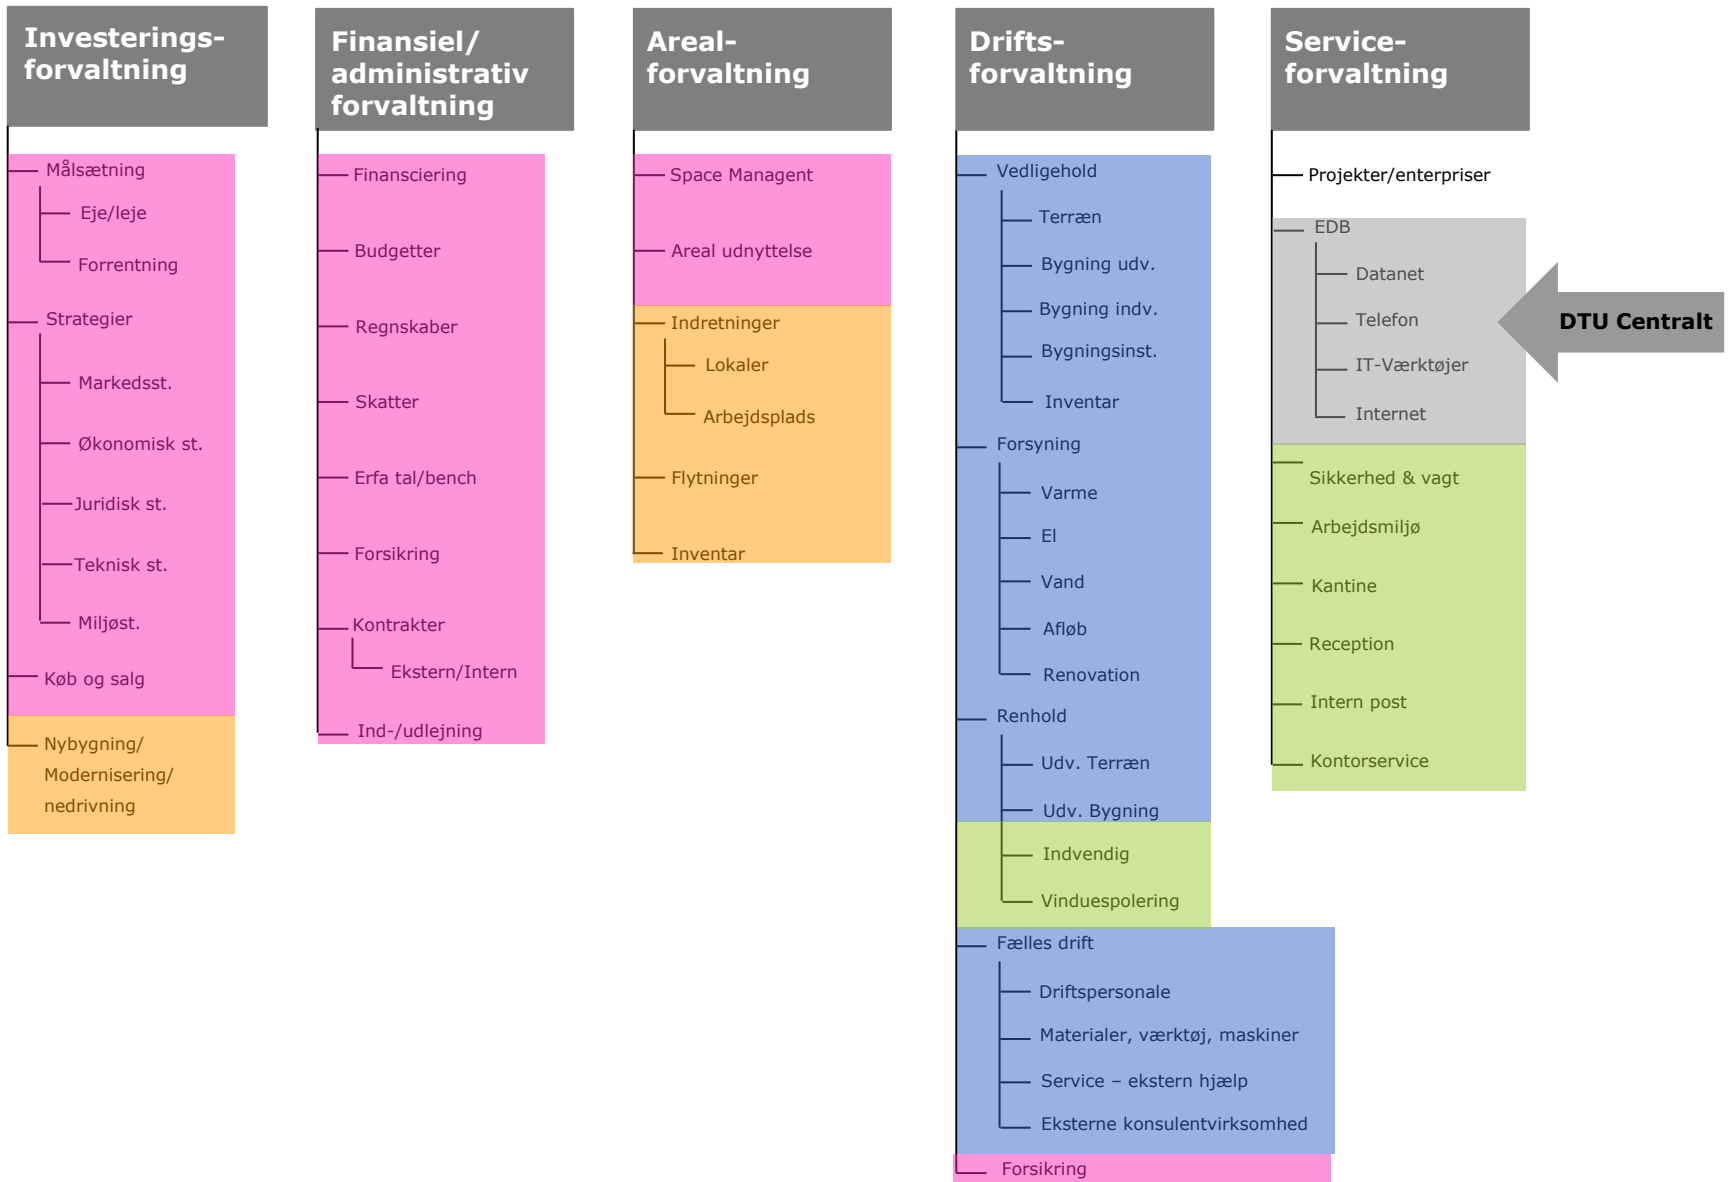 Investerings-
forvaltning
Målsætning
Eje/leje
Forrentning
Strategier
Markedsst.
Økonomisk st.
Juridisk st.
Teknisk st.
Miljøst.
Køb og salg
Nybygning/
Modernisering/
nedrivning
Finansiel/
administrativ
forvaltning
Finansciering
Budgetter
Regnskaber
Skatter
Erfa tal/bench
Forsikring
Kontrakter
Ekstern/Intern
Ind-/udlejning
Areal-
forvaltning
Space Managent
Areal udnyttelse
Indretninger
Lokaler
Arbejdsplads
Flytninger
Inventar
Drifts-
forvaltning
Vedligehold
Terræn
Bygning udv.
Bygning indv.
Bygningsinst.
Inventar
Forsyning
Varme
El
Vand
Afløb
Renovation
Renhold
Udv. Terræn
Udv. Bygning
Indvendig
Vinduespolering
Fælles drift
Driftspersonale
Materialer, værktøj, maskiner
Service – ekstern hjælp
Eksterne konsulentvirksomhed
Forsikring
Service-
forvaltning
Projekter/enterpriser
EDB
Datanet
Telefon
IT-Værktøjer
Internet
Sikkerhed & vagt
Arbejdsmiljø
Kantine
Reception
Intern post
Kontorservice
DTU Centralt